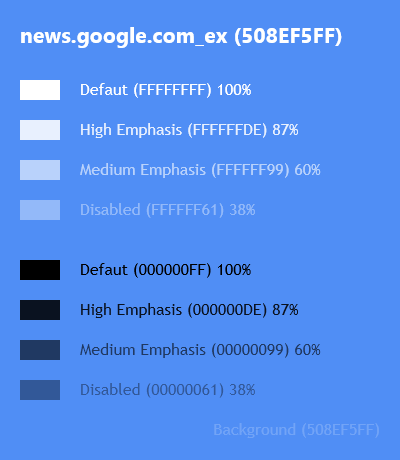 news.google.com_ex (508EF5FF)
Defaut (FFFFFFFF) 100%
High Emphasis (FFFFFFDE) 87%
Medium Emphasis (FFFFFF99) 60%
Disabled (FFFFFF61) 38%
Defaut (000000FF) 100%
High Emphasis (000000DE) 87%
Medium Emphasis (00000099) 60%
Disabled (00000061) 38%
Background (508EF5FF)